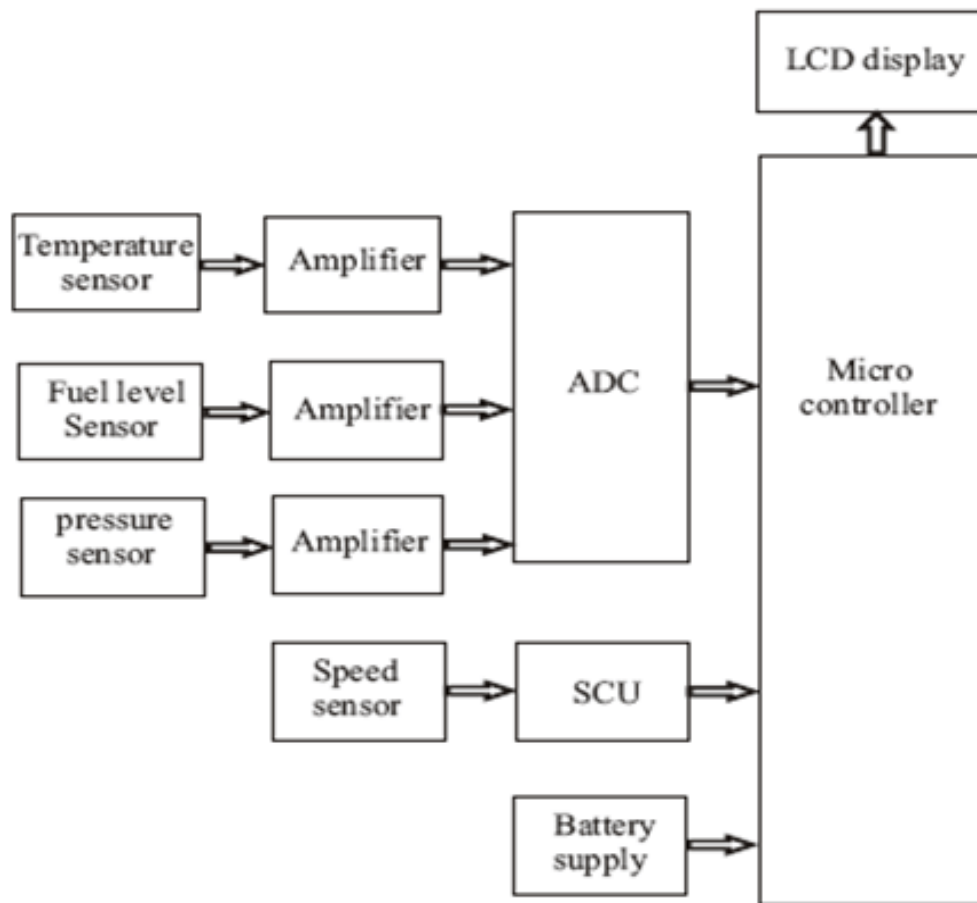 LCD display
Temperature
sensor
Amplifier
ADC
Micro
controller
Fuel level
Sensor
Amplifier
pressure
sensor
Amplifier
Speed
sensor
SCU
Battery
supply